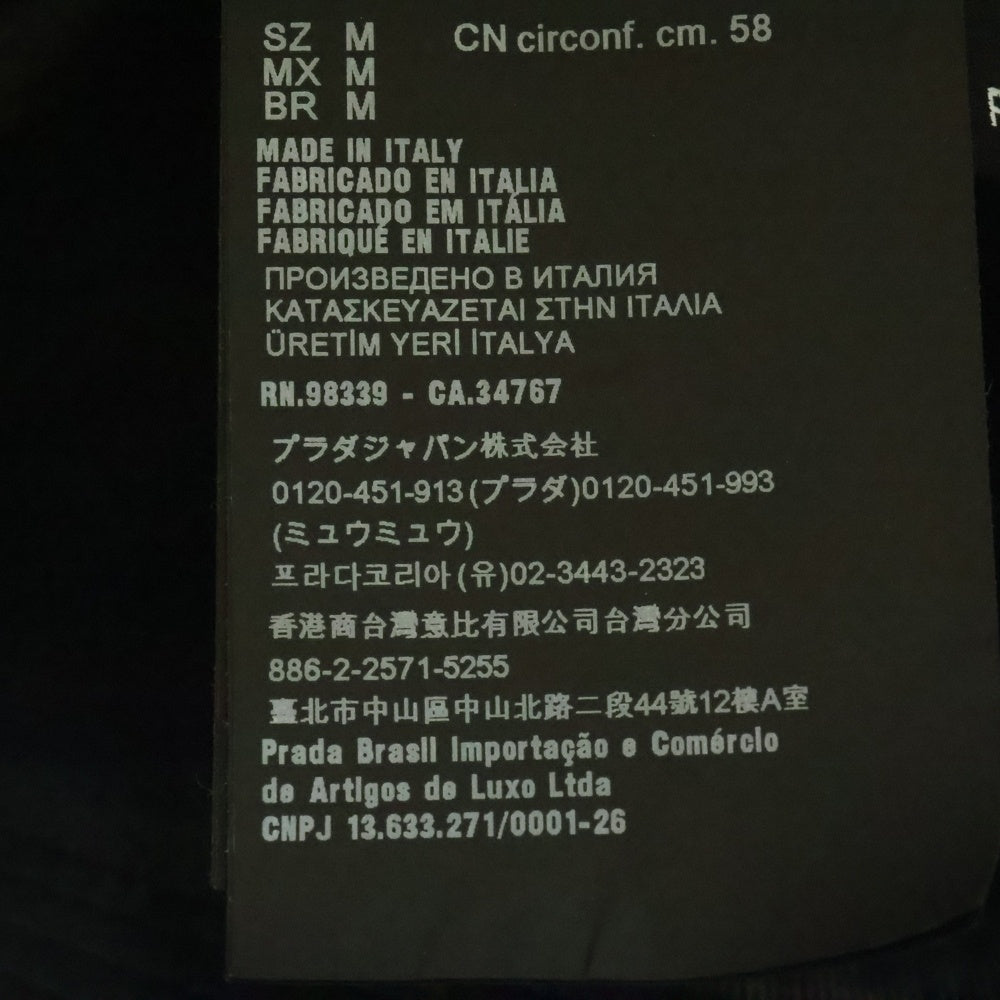 SZ M CN circonf. cm. 58
MX M
BR M
MADE IN ITALY
FABRICADO EN ITALIA
FABRICADO EM ITÁLIA
FABRIQUÉ EN ITALIE
ПРОИЗВЕДЕНО В ИТАЛИЯ
ΚΑΤΑΣΚΕΥΑΖΕΤΑΙ ΣΤΗΝ ΙΤΑΛΙΑ
ÜRETİM YERİ İTALYA
RN.98339 - CA.34767
プラダジャパン株式会社
0120-451-913(プラダ)0120-451-993
(ミュウミュウ)
프라다코리아(유)02-3443-2323
香港商台灣意比有限公司台灣分公司
886-2-2571-5255
臺北市中山區中山北路二段44號12樓A室
Prada Brasil Importação e Comércio
de Artigos de Luxo Ltda
CNPJ 13.633.271/0001-26